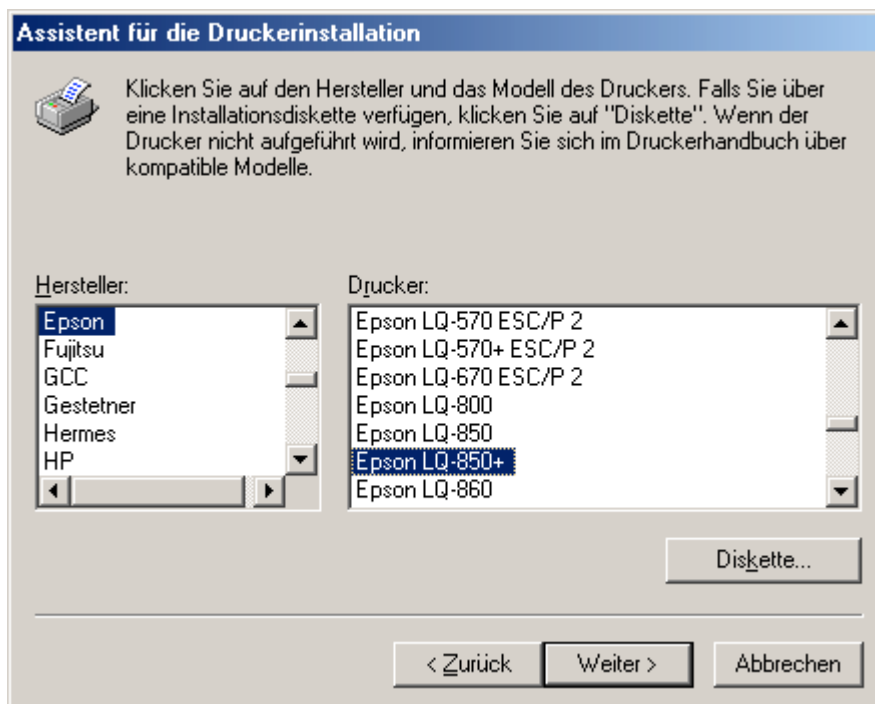 Assistent für die Druckerinstallation
Klicken Sie auf den Hersteller und das Modell des Druckers. Falls Sie über
eine Installationsdiskette verfügen, klicken Sie auf "Diskette". Wenn der
Drucker nicht aufgeführt wird, informieren Sie sich im Druckerhandbuch über
kompatible Modelle.
Hersteller:
Epson
Fujitsu
GCC
Gestetner
Hermes
HP
Drucker:
Epson LQ-570 ESC/P 2
Epson LQ-570+ ESC/P 2
Epson LQ-670 ESC/P 2
Epson LQ-800
Epson LQ-850
Epson LQ-850+
Epson LQ-860
Diskette...
< Zurück
Weiter >
Abbrechen